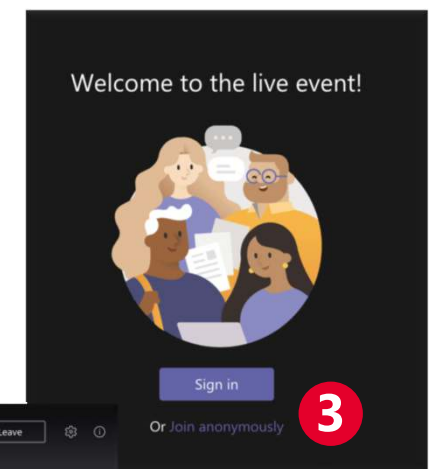 Welcome to the live event!
Sign in
Or Join anonymously
3
Leave